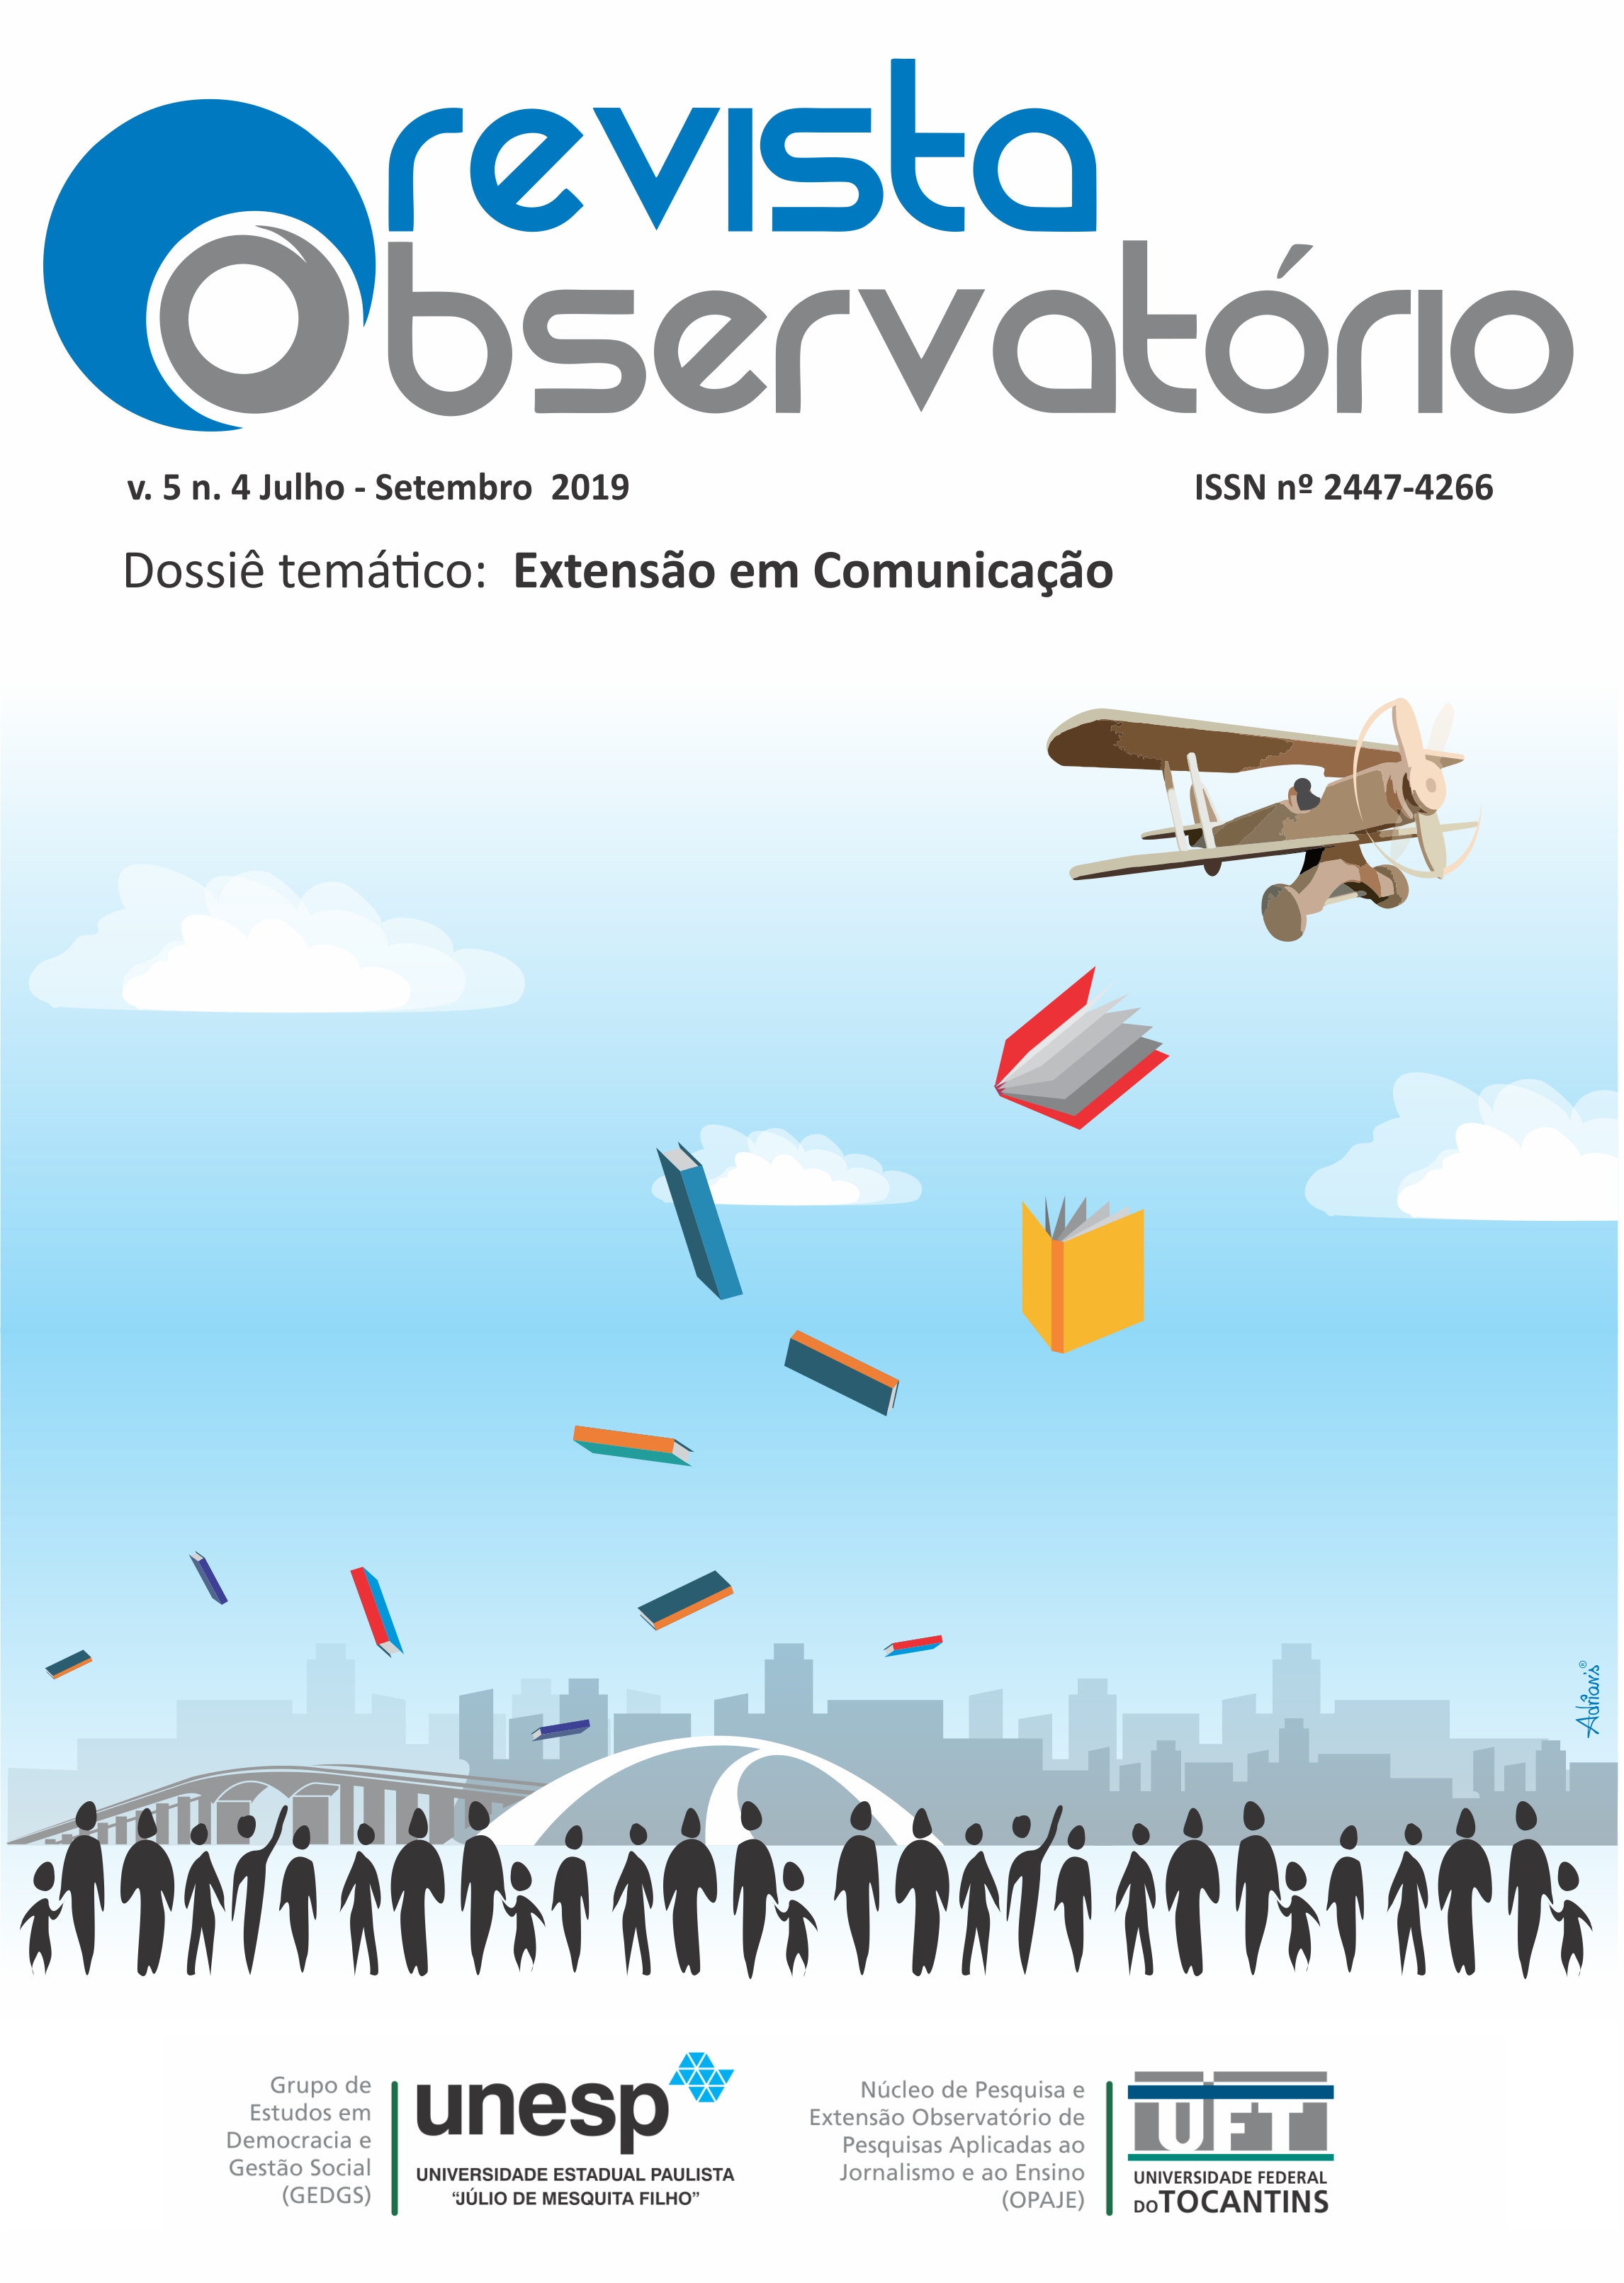 revista
Observatório
v. 5 n. 4 Julho - Setembro 2019
ISSN nº 2447-4266
Dossiê temático: Extensão em Comunicação
Adrian's®
Grupo de
Estudos em
Democracia e
Gestão Social
(GEDGS)
unesp
UNIVERSIDADE ESTADUAL PAULISTA
“JÚLIO DE MESQUITA FILHO”
Núcleo de Pesquisa e
Extensão Observatório de
Pesquisas Aplicadas ao
Jornalismo e ao Ensino
(OPAJE)
UFT
UNIVERSIDADE FEDERAL
DO TOCANTINS